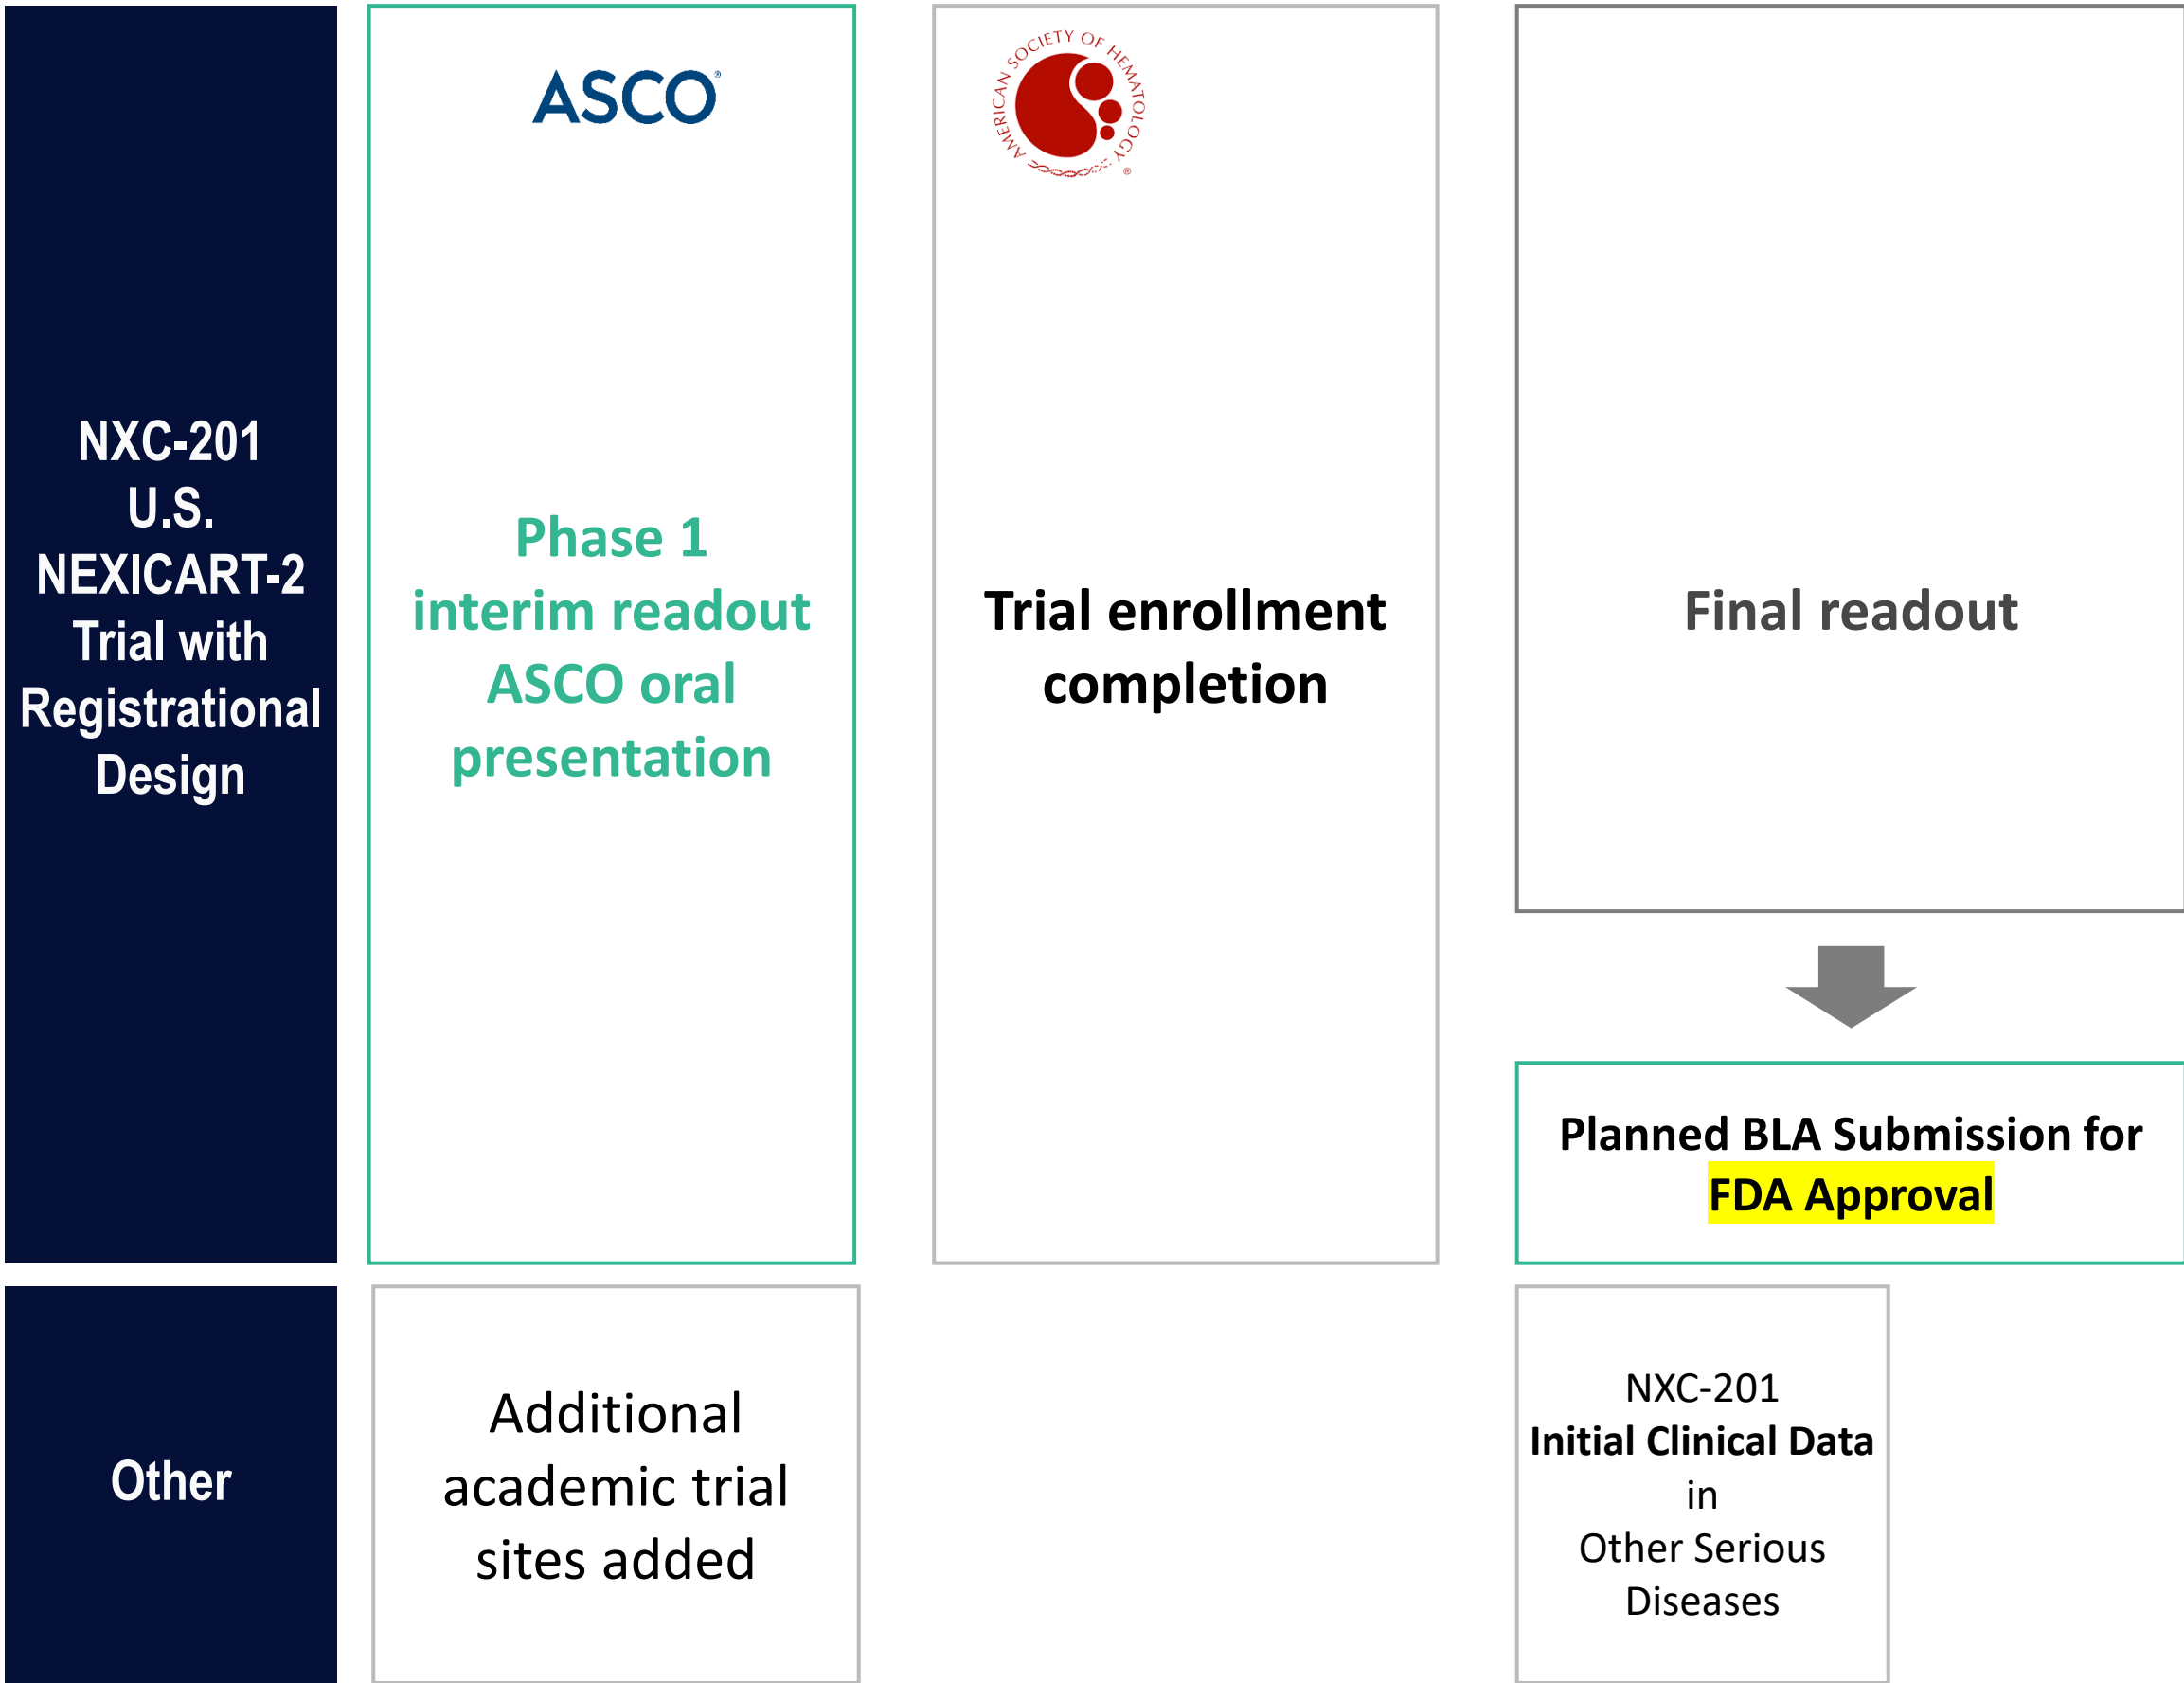 NXC-201
U.S.
NEXICART-2
Trial with
Registrational
Design
ASCO®
Phase 1
interim readout
ASCO oral
presentation
AMERICAN SOCIETY OF HEMATOLOGY ®
Trial enrollment
completion
Final readout
Planned BLA Submission for
FDA Approval
Other
Additional
academic trial
sites added
NXC-201
Initial Clinical Data
in
Other Serious
Diseases